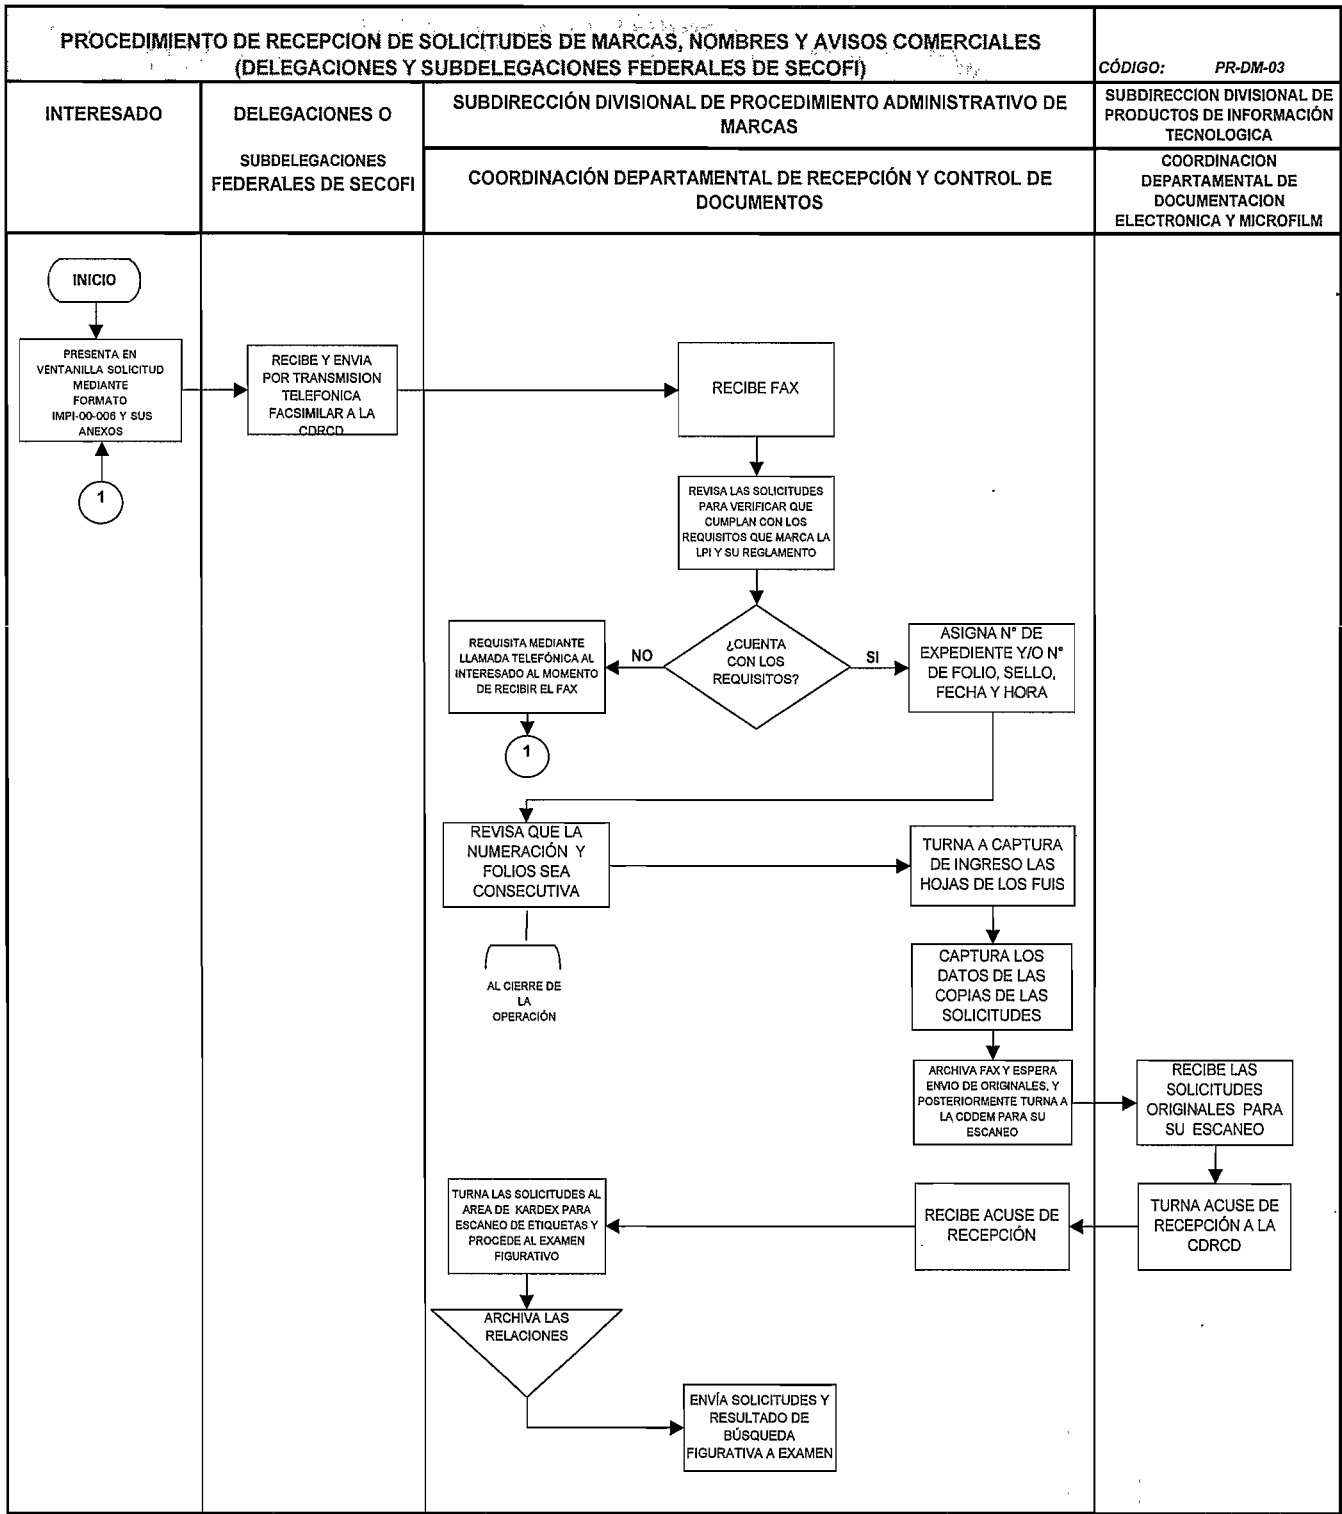 PROCEDIMIENTO DE RECEPCION DE SOLICITUDES DE MARCAS, NOMBRES Y AVISOS COMERCIALES
(DELEGACIONES Y SUBDELEGACIONES FEDERALES DE SECOFI)
CÓDIGO: PR-DM-03
INTERESADO
DELEGACIONES O
SUBDELEGACIONES
FEDERALES DE SECOFI
SUBDIRECCIÓN DIVISIONAL DE PROCEDIMIENTO ADMINISTRATIVO DE
MARCAS
COORDINACIÓN DEPARTAMENTAL DE RECEPCIÓN Y CONTROL DE
DOCUMENTOS
SUBDIRECCION DIVISIONAL DE
PRODUCTOS DE INFORMACIÓN
TECNOLOGICA
COORDINACION
DEPARTAMENTAL DE
DOCUMENTACION
ELECTRONICA Y MICROFILM
INICIO
PRESENTA EN
VENTANILLA SOLICITUD
MEDIANTE
FORMATO
IMPI-00-006 Y SUS
ANEXOS
1
RECIBE Y ENVIA
POR TRANSMISION
TELEFONICA
FACSIMILAR A LA
CDRCD
RECIBE FAX
REVISA LAS SOLICITUDES
PARA VERIFICAR QUE
CUMPLAN CON LOS
REQUISITOS QUE MARCA LA
LPI Y SU REGLAMENTO
¿CUENTA
CON LOS
REQUISITOS?
NO
SI
REQUISITA MEDIANTE
LLAMADA TELEFÓNICA AL
INTERESADO AL MOMENTO
DE RECIBIR EL FAX
1
ASIGNA N° DE
EXPEDIENTE Y/O N°
DE FOLIO, SELLO,
FECHA Y HORA
REVISA QUE LA
NUMERACIÓN Y
FOLIOS SEA
CONSECUTIVA
AL CIERRE DE
LA
OPERACIÓN
TURNA A CAPTURA
DE INGRESO LAS
HOJAS DE LOS FUIS
CAPTURA LOS
DATOS DE LAS
COPIAS DE LAS
SOLICITUDES
ARCHIVA FAX Y ESPERA
ENVIO DE ORIGINALES, Y
POSTERIORMENTE TURNA A
LA CDDEM PARA SU
ESCANEO
RECIBE LAS
SOLICITUDES
ORIGINALES PARA
SU ESCANEO
TURNA ACUSE DE
RECEPCIÓN A LA
CDRCD
RECIBE ACUSE DE
RECEPCIÓN
TURNA LAS SOLICITUDES AL
AREA DE KARDEX PARA
ESCANEO DE ETIQUETAS Y
PROCEDE AL EXAMEN
FIGURATIVO
ARCHIVA LAS
RELACIONES
ENVÍA SOLICITUDES Y
RESULTADO DE
BÚSQUEDA
FIGURATIVA A EXAMEN